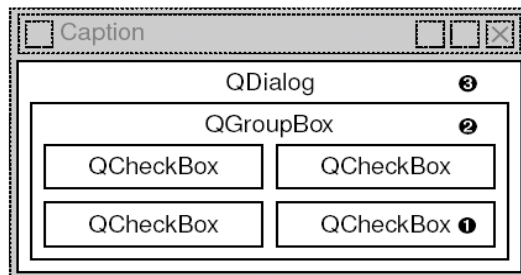 Caption
QDialog ❸
QGroupBox ❷
QCheckBox QCheckBox
QCheckBox QCheckBox ❶